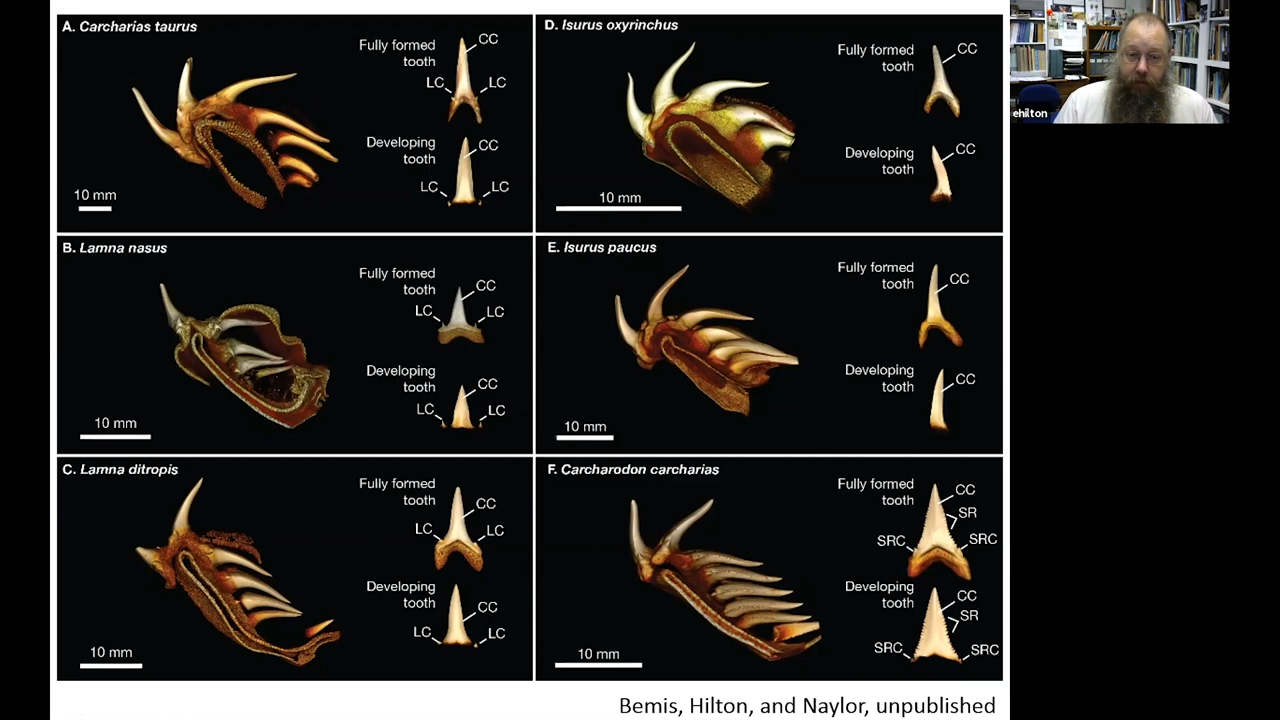 A. Carcharias taurus
Fully formed
tooth
CC
LC
LC
Developing
tooth
CC
LC
LC
10 mm
B. Lamna nasus
Fully formed
tooth
CC
LC
LC
Developing
tooth
CC
LC
LC
10 mm
C. Lamna ditropis
Fully formed
tooth
CC
LC
LC
Developing
tooth
CC
LC
LC
10 mm
D. Isurus oxyrinchus
Fully formed
tooth
CC
Developing
tooth
CC
10 mm
E. Isurus paucus
Fully formed
tooth
CC
Developing
tooth
CC
10 mm
F. Carcharodon carcharias
Fully formed
tooth
CC
SR
SRC
SRC
Developing
tooth
CC
SR
SRC
SRC
10 mm
Bemis, Hilton, and Naylor, unpublished
ehilton